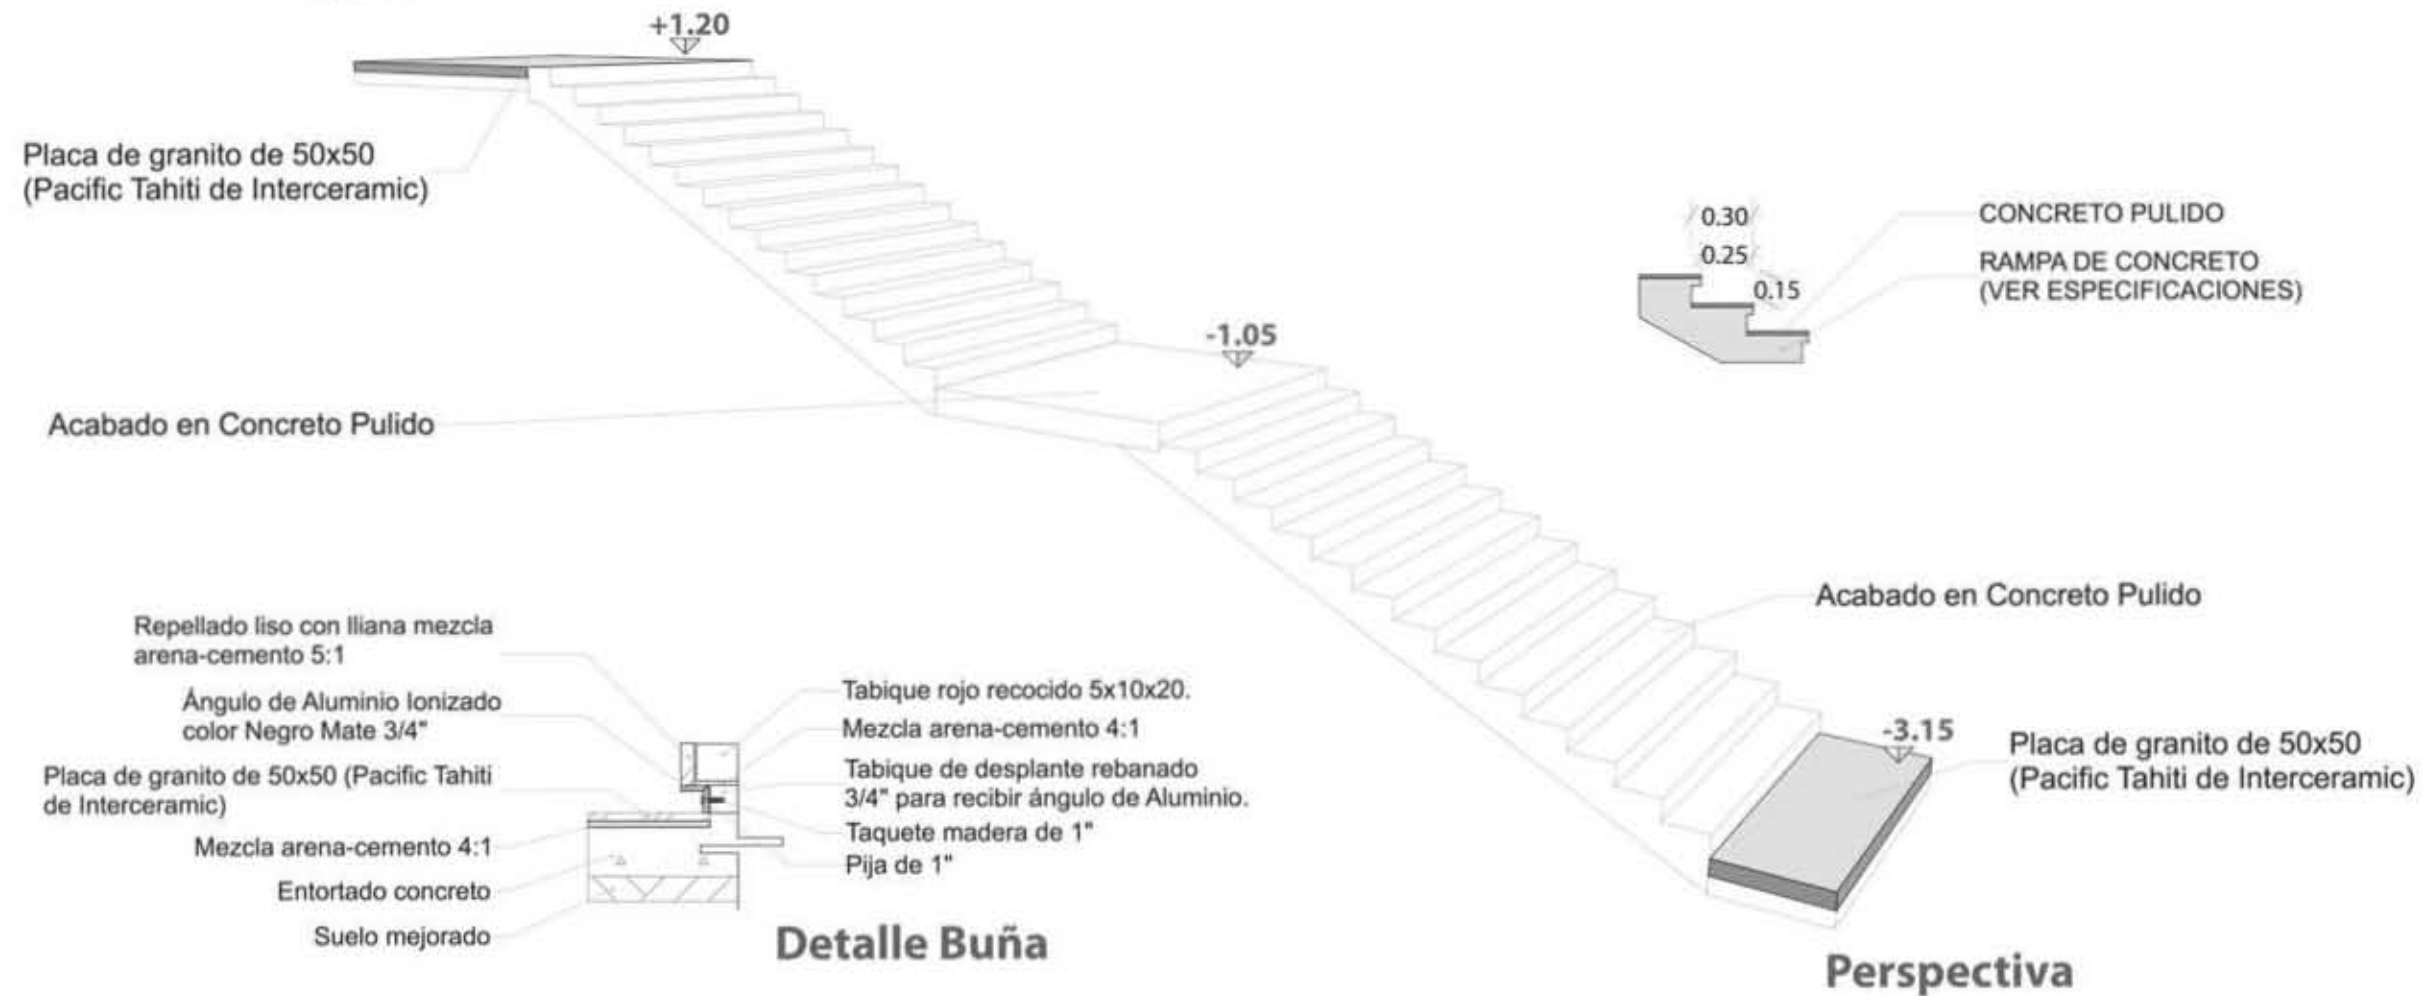 +1.20
Placa de granito de 50x50
(Pacific Tahiti de Interceramic)
0.30
0.25
0.15
CONCRETO PULIDO
RAMPA DE CONCRETO
(VER ESPECIFICACIONES)
-1.05
Acabado en Concreto Pulido
Acabado en Concreto Pulido
Repellado liso con lliana mezcla
arena-cemento 5:1
Ángulo de Aluminio Ionizado
color Negro Mate 3/4"
Placa de granito de 50x50 (Pacific Tahiti
de Interceramic)
Mezcla arena-cemento 4:1
Entortado concreto
Suelo mejorado
Tabique rojo recocido 5x10x20.
Mezcla arena-cemento 4:1
Tabique de desplante rebanado
3/4" para recibir ángulo de Aluminio.
Taquete madera de 1"
Pija de 1"
Detalle Buña
-3.15
Placa de granito de 50x50
(Pacific Tahiti de Interceramic)
Perspectiva